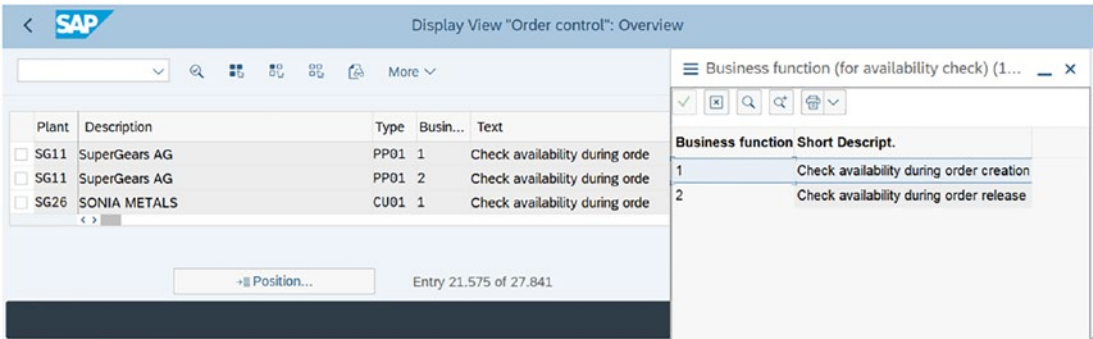 SAP
Display View "Order control": Overview
More
Plant Description Type Busin... Text
SG11 SuperGears AG PP01 1 Check availability during orde
SG11 SuperGears AG PP01 2 Check availability during orde
SG26 SONIA METALS CU01 1 Check availability during orde
Position... Entry 21.575 of 27.841
Business function (for availability check) (1...
Business function Short Descript.
1 Check availability during order creation
2 Check availability during order release